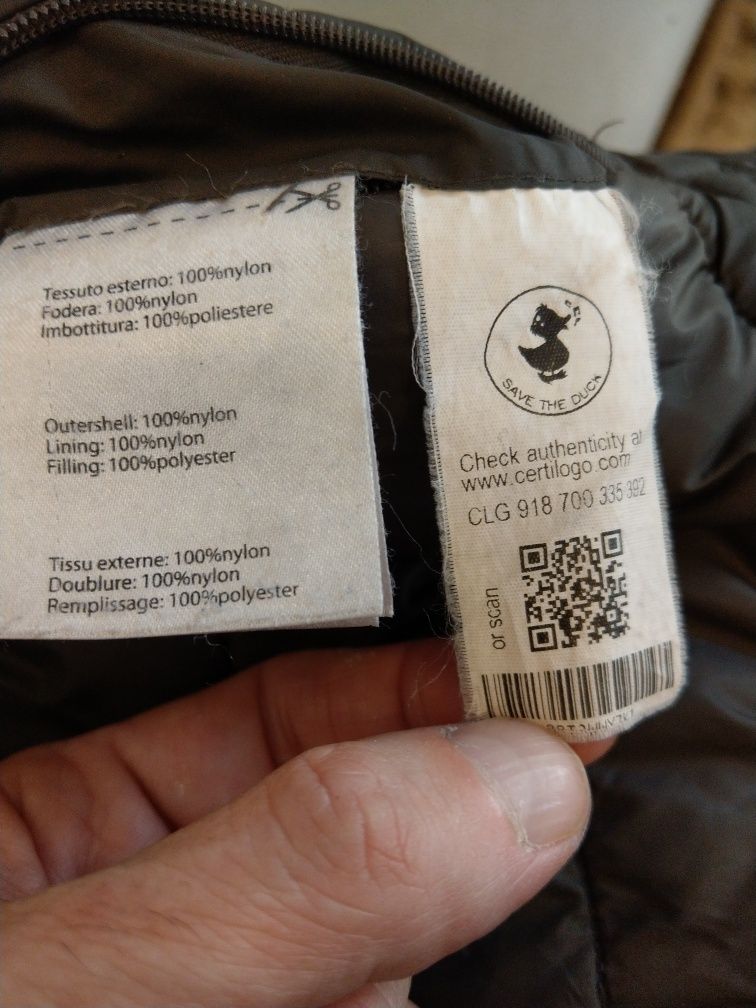 Tessuto esterno: 100%nylon
Fodera: 100%nylon
Imbottitura: 100%poliestere
Outershell: 100%nylon
Lining: 100%nylon
Filling: 100%polyester
Tissu externe: 100%nylon
Doublure: 100%nylon
Remplissage: 100%polyester
SAVE THE DUCK
Check authenticity at
www.certilogo.com
CLG 918 700 335 392
or scan